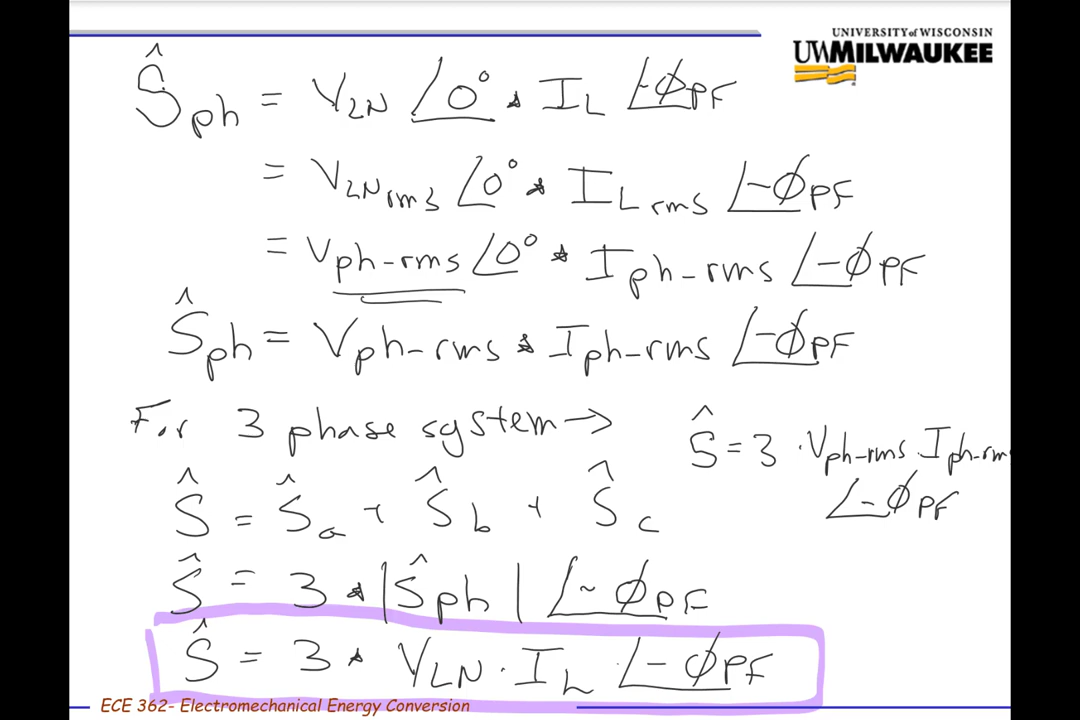 UNIVERSITY of WISCONSIN
UWMILWAUKEE
Ŝph = VLN ∠0° * IL ∠-ϕPF
= VLNrms ∠0° * IL rms ∠-ϕPF
= Vph-rms ∠0° * Iph-rms ∠-ϕPF
Ŝph = Vph-rms * Iph-rms ∠-ϕPF
For 3 phase system →
Ŝ = 3 · Vph-rms · Iph-rms
∠-ϕPF
Ŝ = Ŝa + Ŝb + Ŝc
Ŝ = 3 * |Ŝph| ∠-ϕPF
Ŝ = 3 * VLN · IL ∠-ϕPF
ECE 362- Electromechanical Energy Conversion